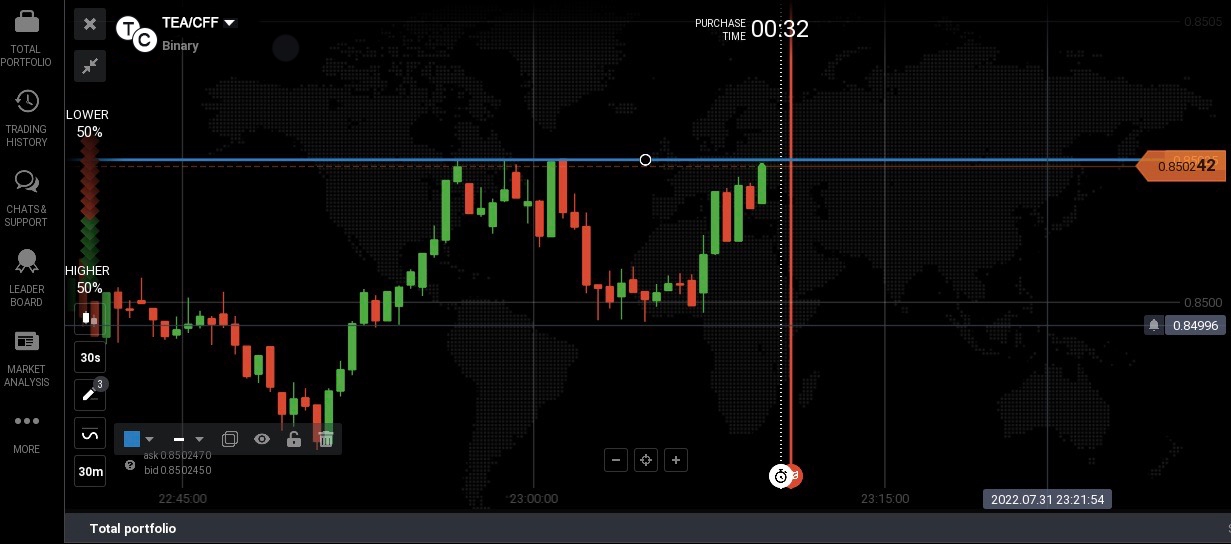 TOTAL
PORTFOLIO
TRADING
HISTORY
CHATS &
SUPPORT
LEADER
BOARD
MARKET
ANALYSIS
MORE
TEA/CFF
Binary
PURCHASE
TIME
00:32
LOWER
50%
HIGHER
50%
30s
3
30m
ask 0.8502470
bid 0.8502450
0.8505
0.850242
0.8500
0.84996
22:45:00
23:00:00
23:15:00
2022.07.31 23:21:54
Total portfolio